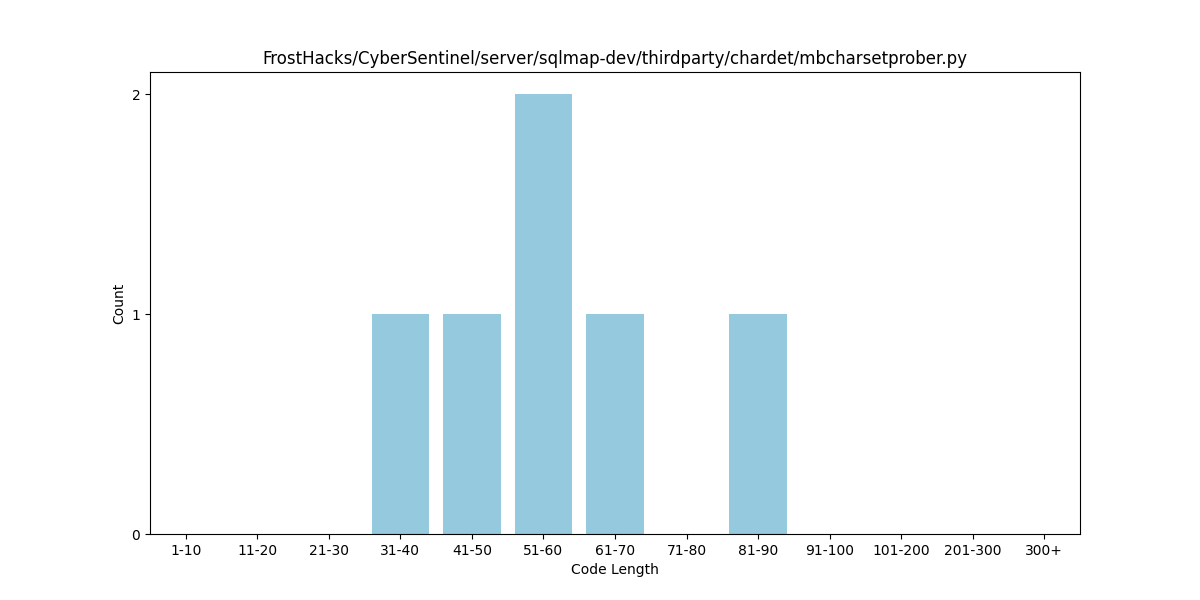 FrostHacks/CyberSentinel/server/sqlmap-dev/thirdparty/chardet/mbcharsetprober.py
Count
2
1
0
1-10 11-20 21-30 31-40 41-50 51-60 61-70 71-80 81-90 91-100 101-200 201-300 300+
Code Length